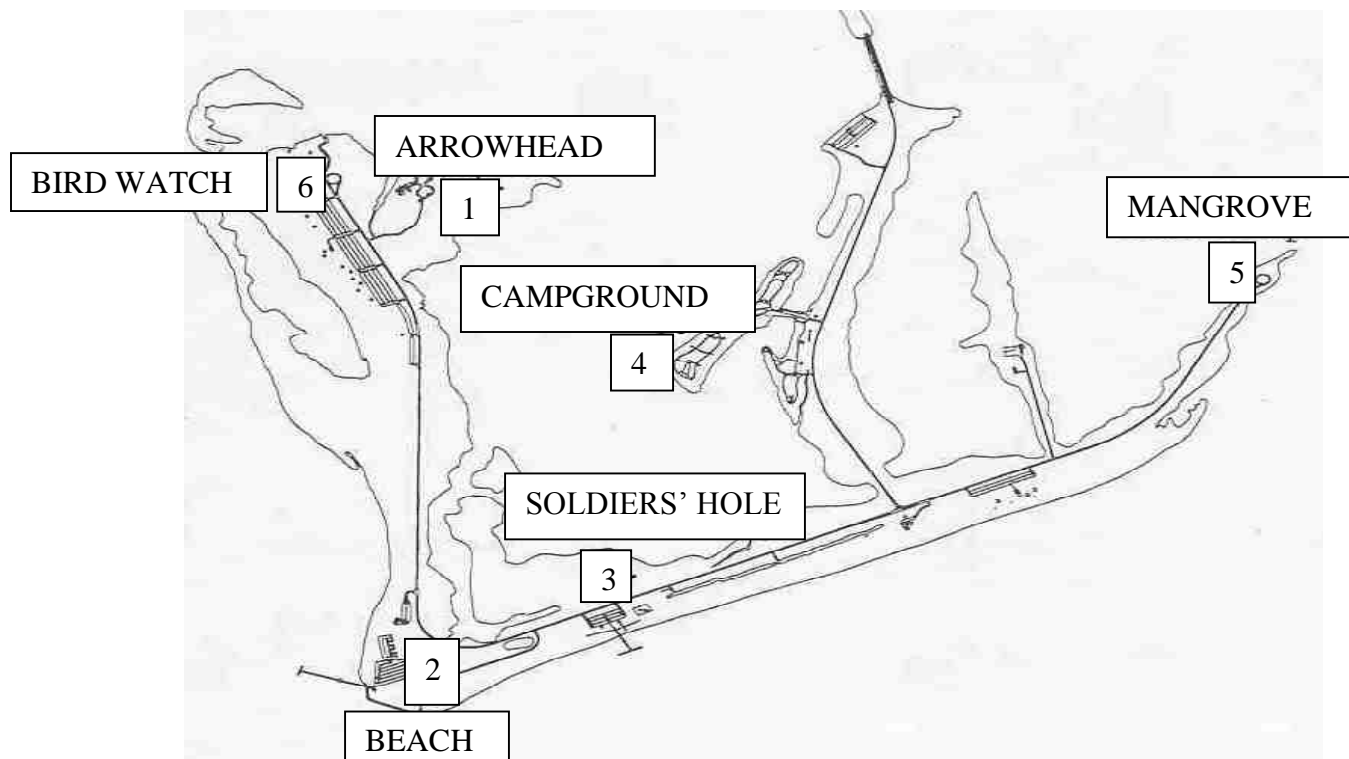 ARROWHEAD
BIRD WATCH
6
1
MANGROVE
5
CAMPGROUND
4
SOLDIERS’ HOLE
3
2
BEACH